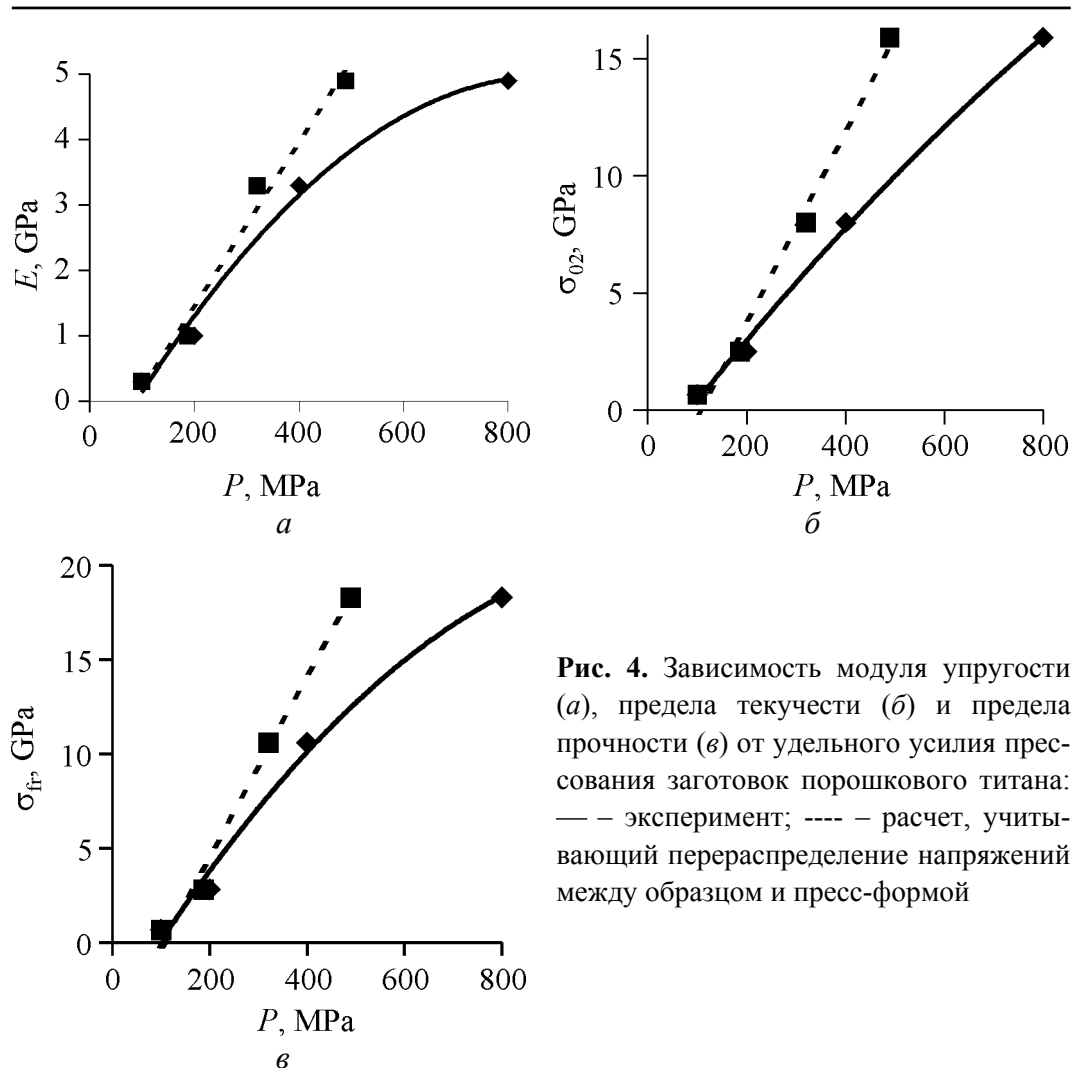 5
4
3
2
1
0
E, GPa
0
200
400
600
800
P, MPa
а
15
10
5
0
σ02, GPa
0
200
400
600
800
P, MPa
б
20
15
10
5
0
σfr, GPa
0
200
400
600
800
P, MPa
в
Рис. 4. Зависимость модуля упругости
(а), предела текучести (б) и предела
прочности (в) от удельного усилия прес-
сования заготовок порошкового титана:
— – эксперимент; ---- – расчет, учиты-
вающий перераспределение напряжений
между образцом и пресс-формой